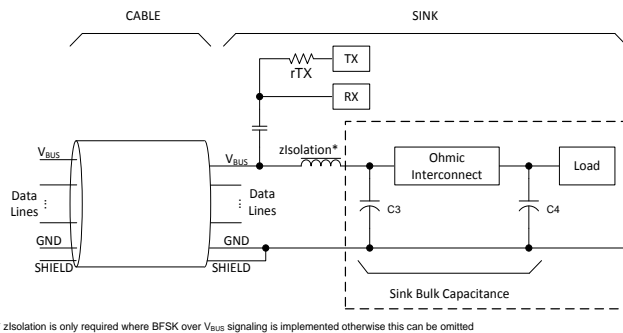 CABLE
SINK
TX
rTX
RX
VBUS
VBUS
zIsolation*
Ohmic
Interconnect
Load
Data
Lines
...
Data
Lines
...
C3
C4
GND
GND
SHIELD
SHIELD
Sink Bulk Capacitance
zIsolation is only required where BFSK over VBUS signaling is implemented otherwise this can be omitted